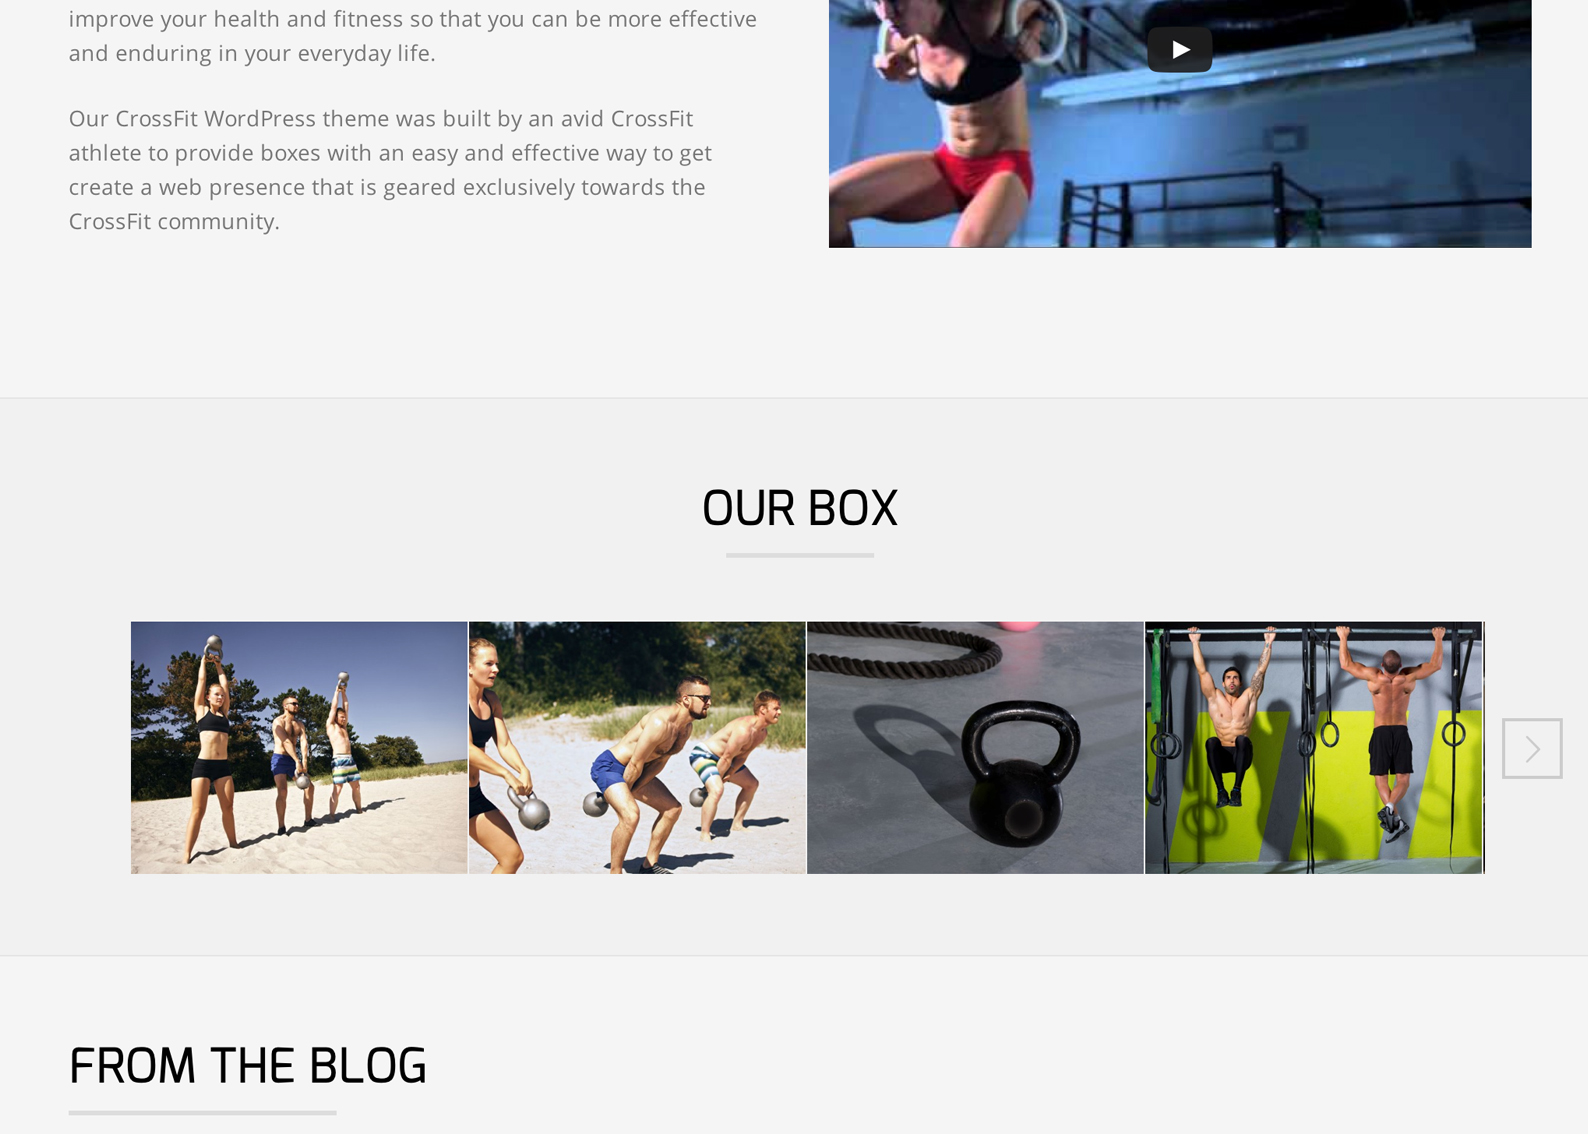 improve your health and fitness so that you can be more effective
and enduring in your everyday life.
Our CrossFit WordPress theme was built by an avid CrossFit
athlete to provide boxes with an easy and effective way to get
create a web presence that is geared exclusively towards the
CrossFit community.
OUR BOX
FROM THE BLOG